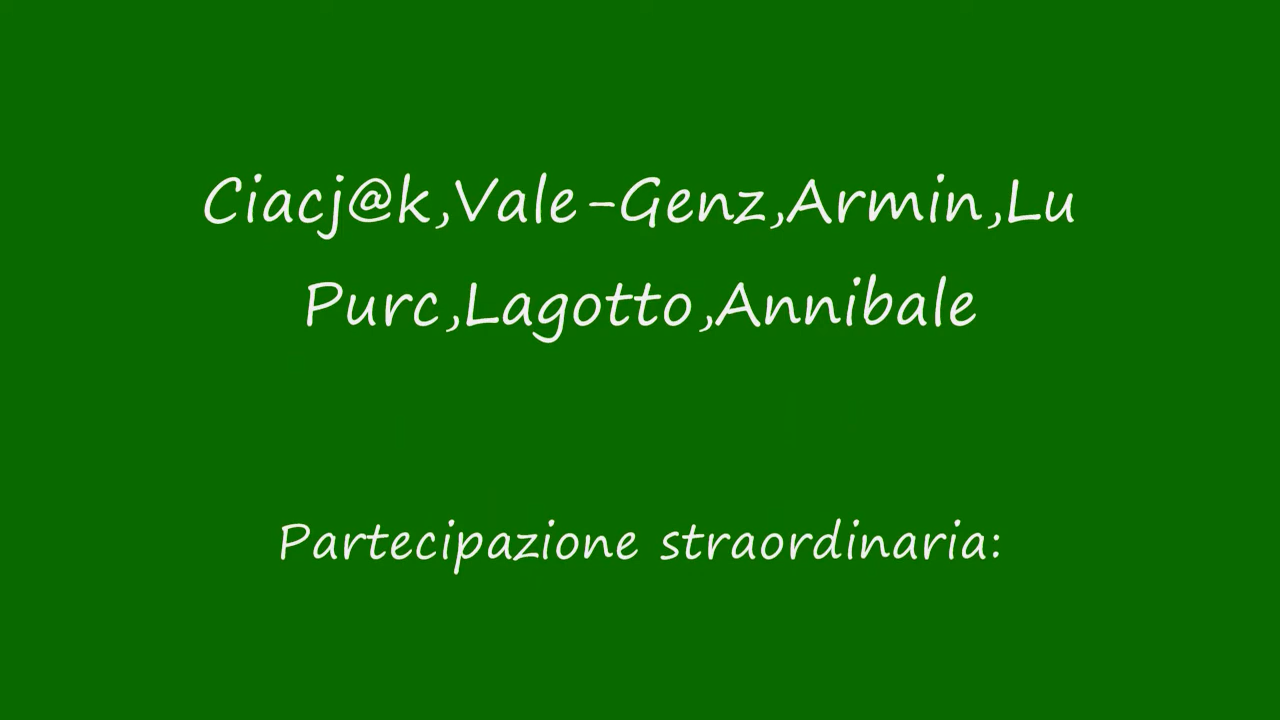 Ciacj@k,Vale-Genz,Armin,Lu
Purc,Lagotto,Annibale
Partecipazione straordinaria: